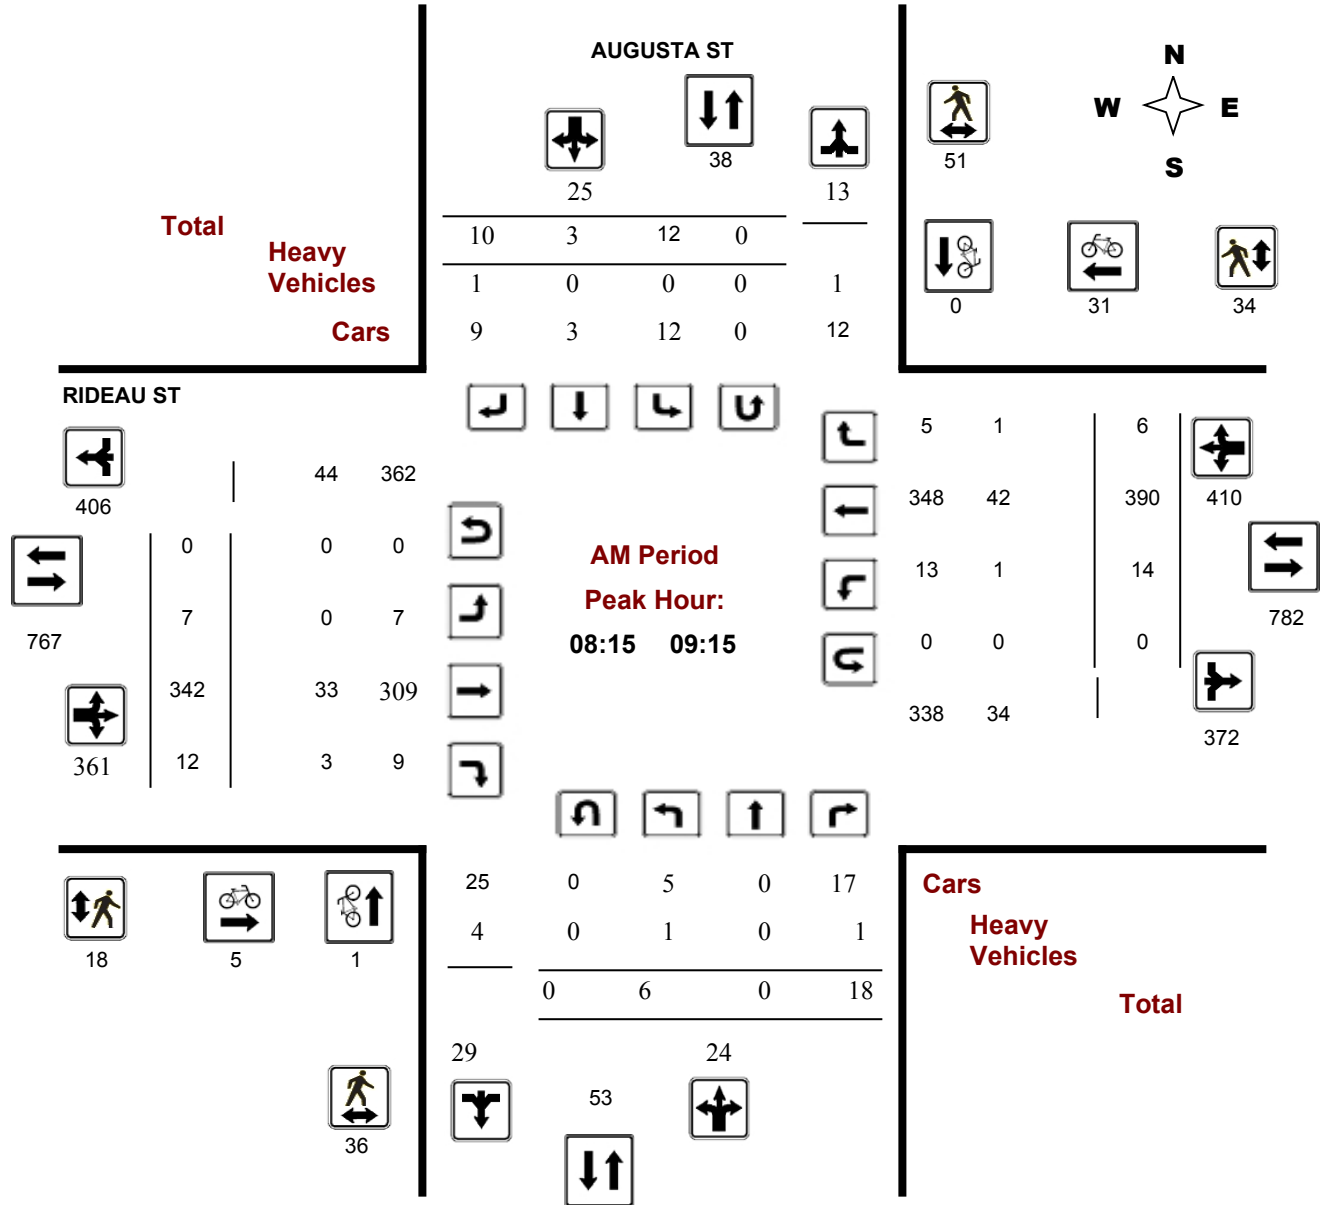 AUGUSTA ST
N
W E
S
38
51
25
13
Total
10 3 12 0
Heavy
Vehicles
1 0 0 0 1
0 31 34
Cars
9 3 12 0 12
RIDEAU ST
5 1 6
44 362
406
348 42 390 410
0 0 0
AM Period
13 1 14
Peak Hour:
7 0 7
782
767
08:15 09:15
0 0 0
342 33 309
338 34
372
361 12 3 9
25 0 5 0 17
Cars
4 0 1 0 1
Heavy
Vehicles
18 5 1
0 6 0 18
Total
29 24
53
36